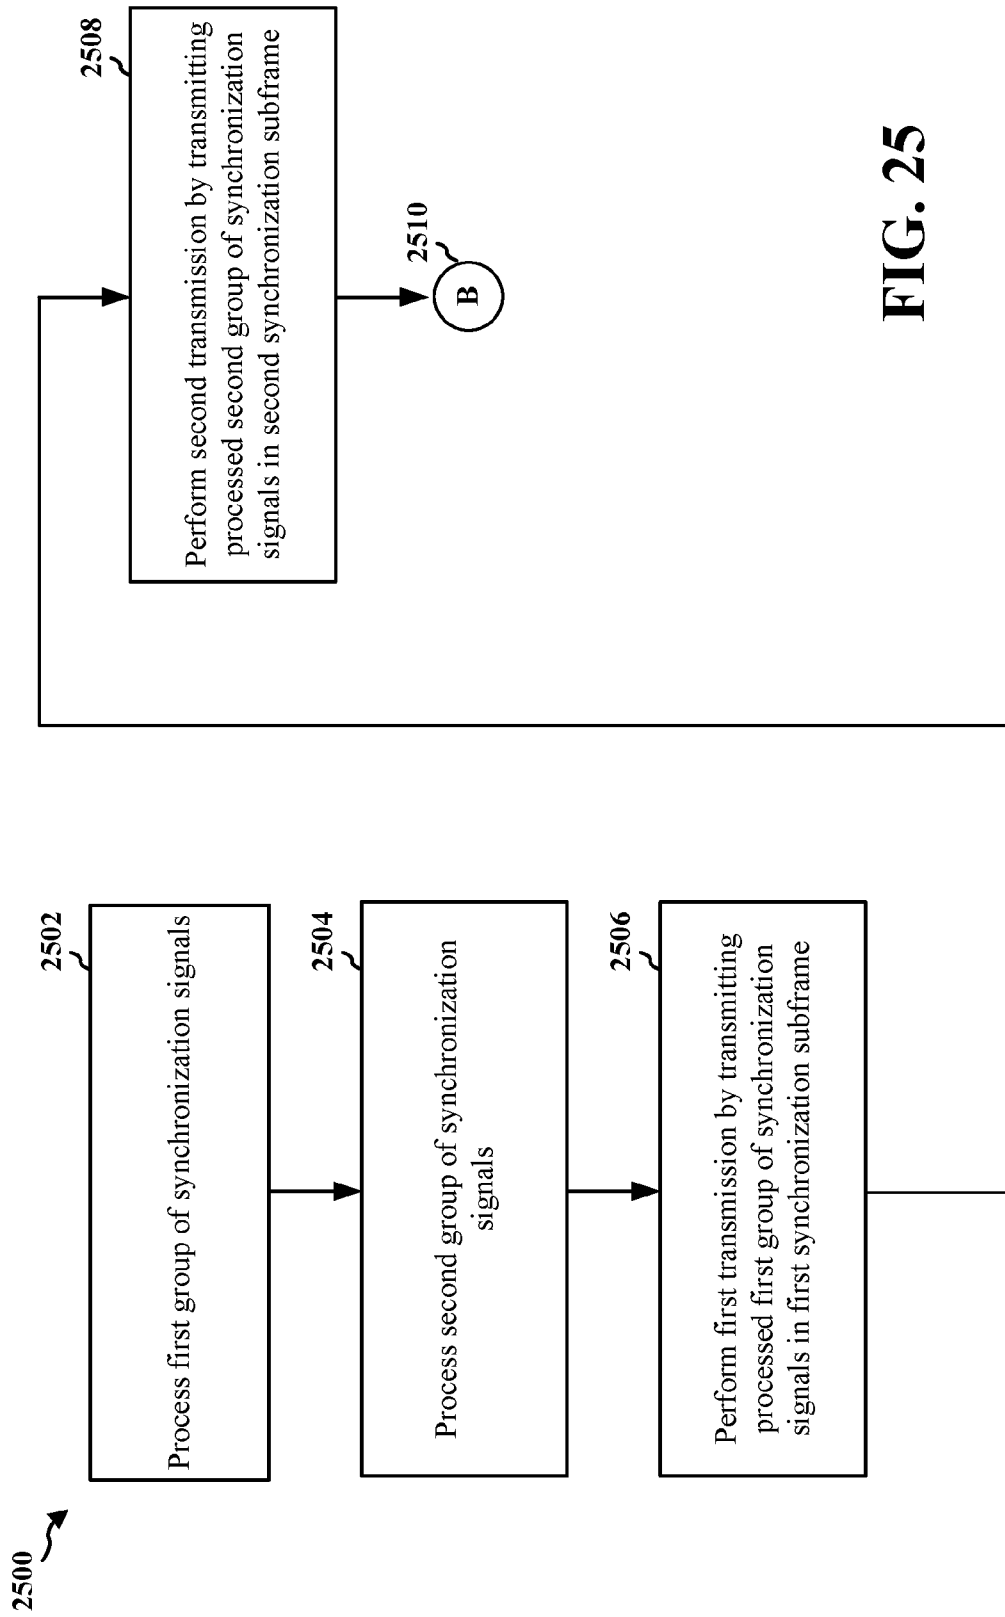 2500
2502
Process first group of synchronization signals
2504
Process second group of synchronization
signals
2506
Perform first transmission by transmitting
processed first group of synchronization
signals in first synchronization subframe
2508
Perform second transmission by transmitting
processed second group of synchronization
signals in second synchronization subframe
2510
B
FIG. 25